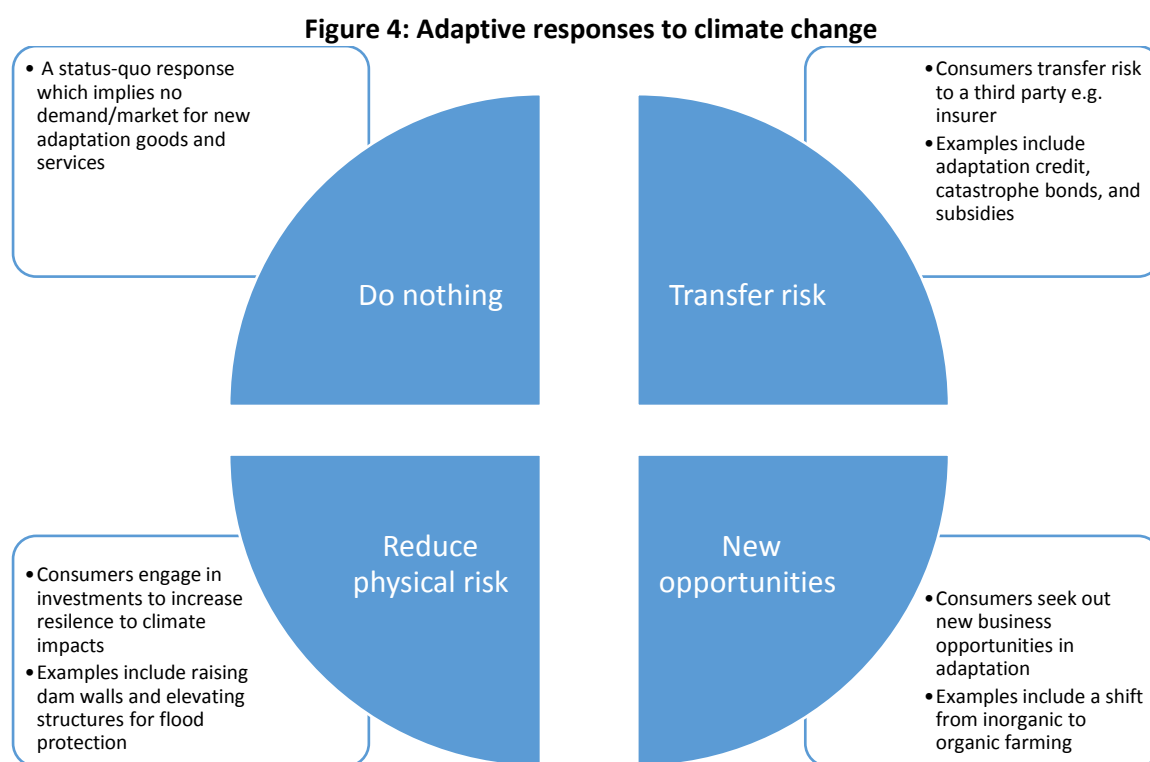 Figure 4: Adaptive responses to climate change
• A status-quo response
which implies no
demand/market for new
adaptation goods and
services
•Consumers transfer risk
to a third party e.g.
insurer
•Examples include
adaptation credit,
catastrophe bonds, and
subsidies
Do nothing
Transfer risk
Reduce
physical risk
New
opportunities
•Consumers engage in
investments to increase
resilence to climate
impacts
•Examples include raising
dam walls and elevating
structures for flood
protection
•Consumers seek out
new business
opportunities in
adaptation
•Examples include a shift
from inorganic to
organic farming